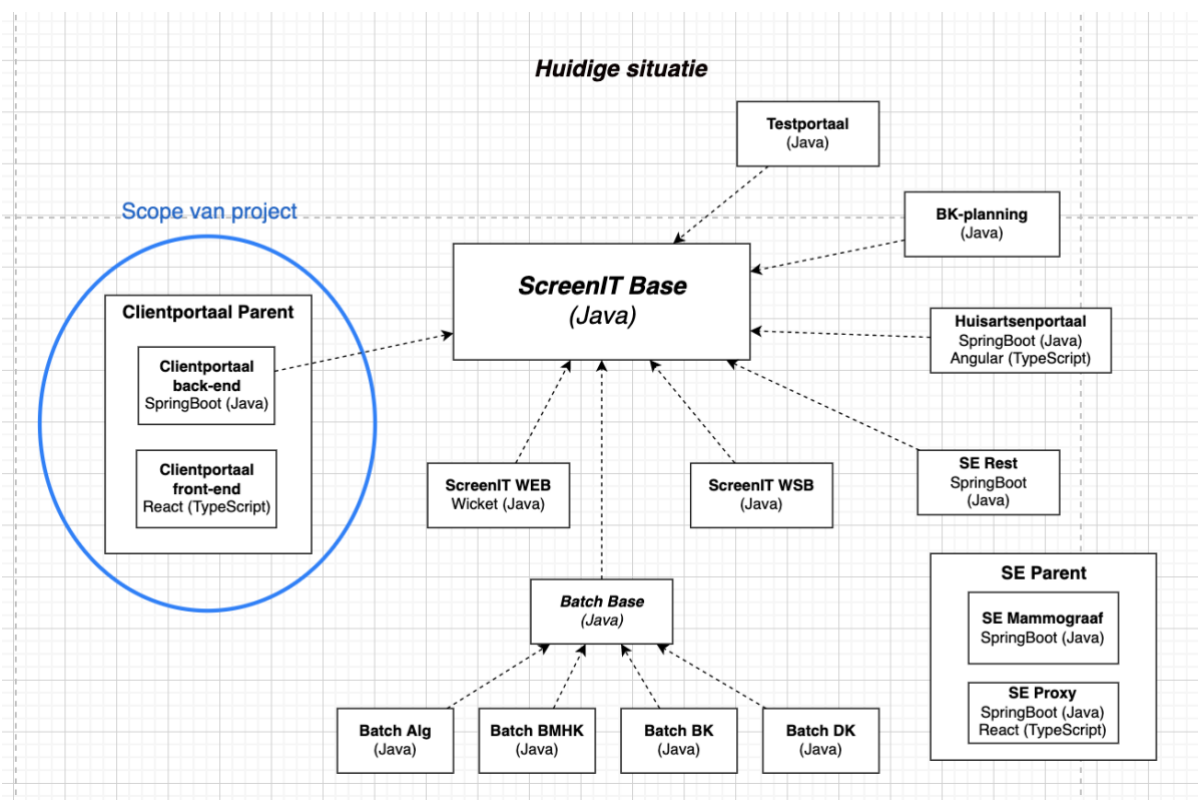 Huidige situatie
Testportaal
(Java)
Scope van project
BK-planning
(Java)
ScreenIT Base
(Java)
Clientportaal Parent
Clientportaal
back-end
SpringBoot (Java)
Clientportaal
front-end
React (TypeScript)
Huisartsenportaal
SpringBoot (Java)
Angular (TypeScript)
ScreenIT WEB
Wicket (Java)
ScreenIT WSB
(Java)
SE Rest
SpringBoot
(Java)
Batch Base
(Java)
SE Parent
SE Mammograaf
SpringBoot (Java)
SE Proxy
SpringBoot (Java)
React (TypeScript)
Batch Alg
(Java)
Batch BMHK
(Java)
Batch BK
(Java)
Batch DK
(Java)